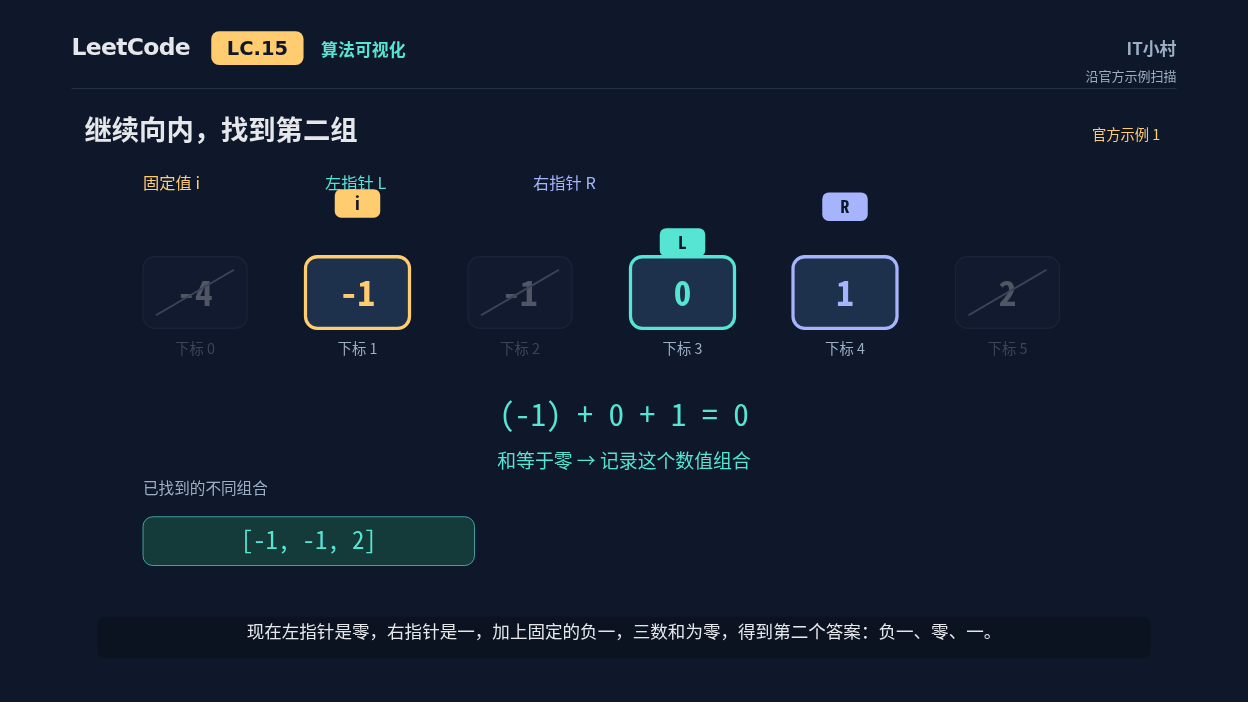 LeetCode LC.15 算法可视化 IT小村
沿官方示例扫描
继续向内，找到第二组 官方示例 1
固定值 i 左指针 L 右指针 R
i R
L
-4 -1 -1 0 1 2
下标 0 下标 1 下标 2 下标 3 下标 4 下标 5
(-1) + 0 + 1 = 0
和等于零 → 记录这个数值组合
已找到的不同组合
[-1, -1, 2]
现在左指针是零，右指针是一，加上固定的负一，三数和为零，得到第二个答案：负一、零、一。